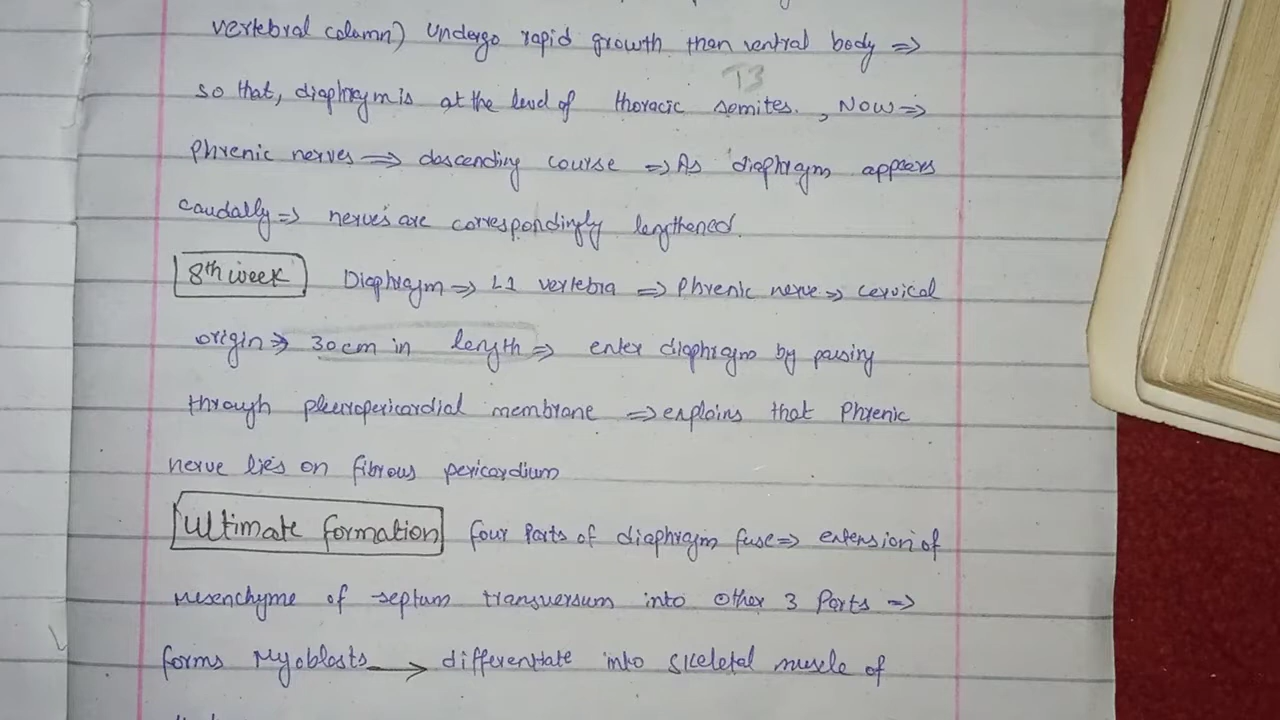 vertebral column) Undergo rapid growth than ventral body ⇒
T3
so that, diaphragm is at the level of thoracic somites. , NOW ⇒
Phrenic nerves ⇒ descending course ⇒ As diaphragm appears
caudally ⇒ nerves are correspondingly lengthened.
8th week Diaphragm ⇒ L1 vertebra ⇒ Phrenic nerve ⇒ cervical
origin ⇒ 30cm in length ⇒ enter diaphragm by passing
through pleuropericardial membrane ⇒ explains that Phrenic
nerve lies on fibrous pericardium
Ultimate formation four Parts of diaphragm fuse ⇒ extension of
Mesenchyme of septum transversum into Other 3 Parts ⇒
forms Myoblasts → differentiate into skeletal muscle of